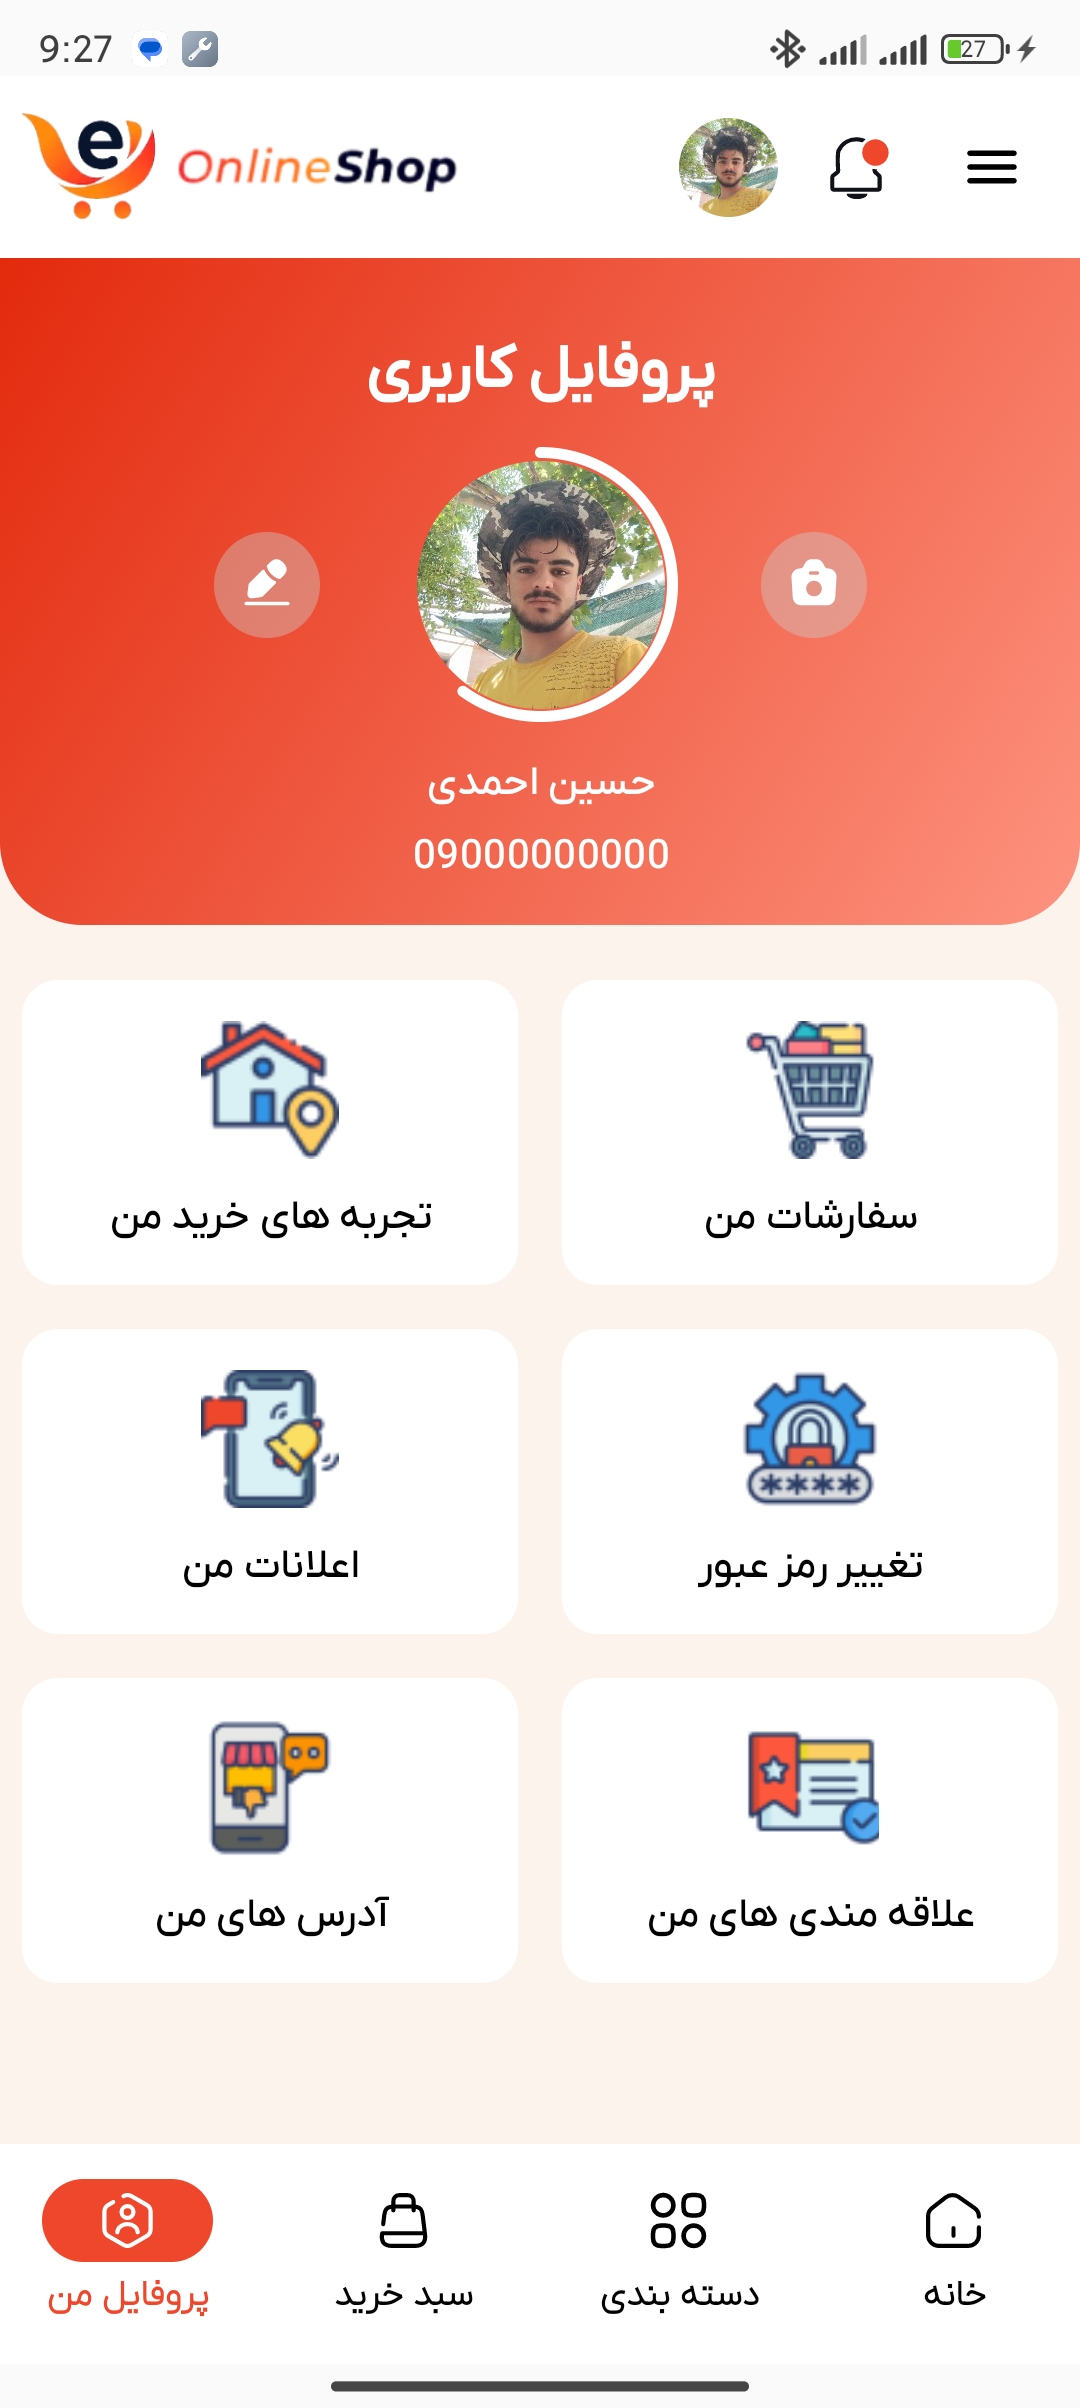 9:27
27
OnlineShop
پروفایل کاربری
حسین احمدی
09000000000
سفارشات من
تجربه های خرید من
تغییر رمز عبور
اعلانات من
علاقه مندی های من
آدرس های من
خانه
دسته بندی
سبد خرید
پروفایل من